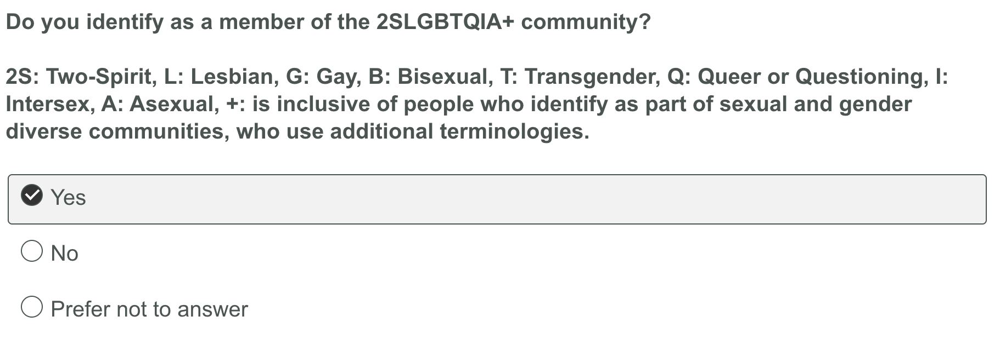 Do you identify as a member of the 2SLGBTQIA+ community?
2S: Two-Spirit, L: Lesbian, G: Gay, B: Bisexual, T: Transgender, Q: Queer or Questioning, I:
Intersex, A: Asexual, +: is inclusive of people who identify as part of sexual and gender
diverse communities, who use additional terminologies.
Yes
No
Prefer not to answer